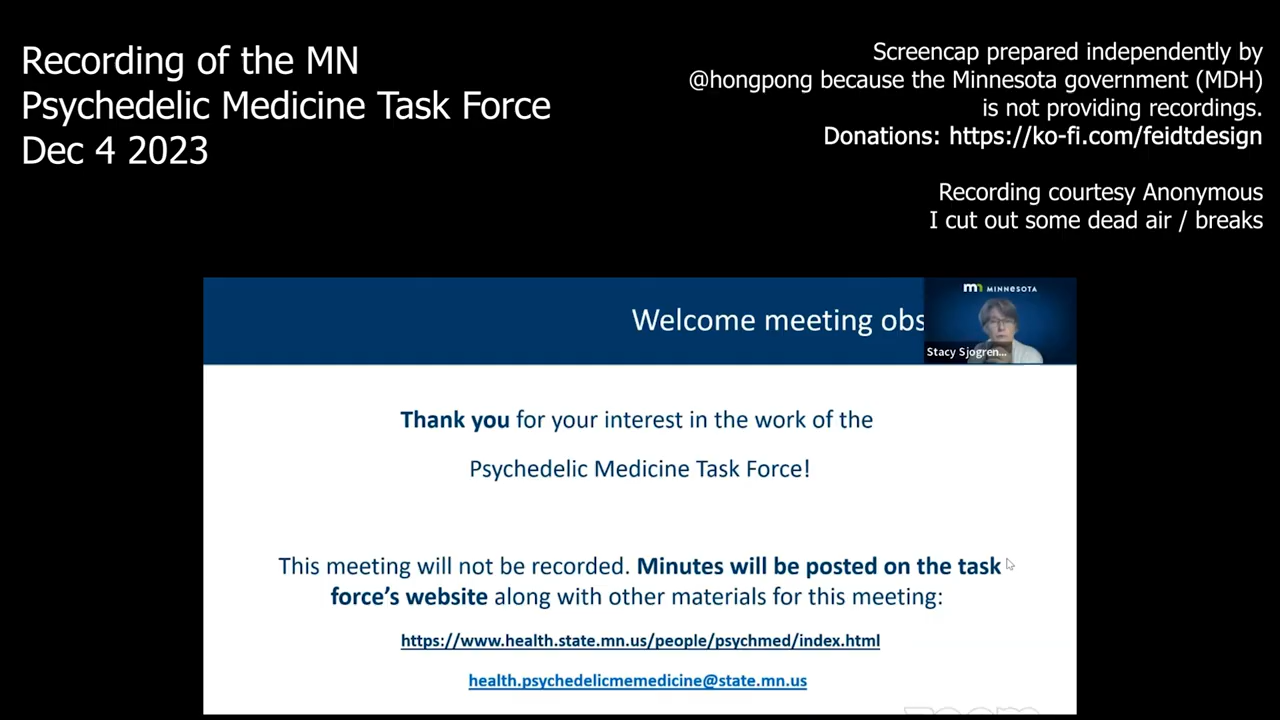 Recording of the MN
Psychedelic Medicine Task Force
Dec 4 2023
Screencap prepared independently by
@hongpong because the Minnesota government (MDH)
is not providing recordings.
Donations: https://ko-fi.com/feidtdesign
Recording courtesy Anonymous
I cut out some dead air / breaks
Welcome meeting obs
mn MINNESOTA
Stacy Sjogren...
Thank you for your interest in the work of the
Psychedelic Medicine Task Force!
This meeting will not be recorded. Minutes will be posted on the task
force's website along with other materials for this meeting:
https://www.health.state.mn.us/people/psychmed/index.html
health.psychedelicmemedicine@state.mn.us
zoom